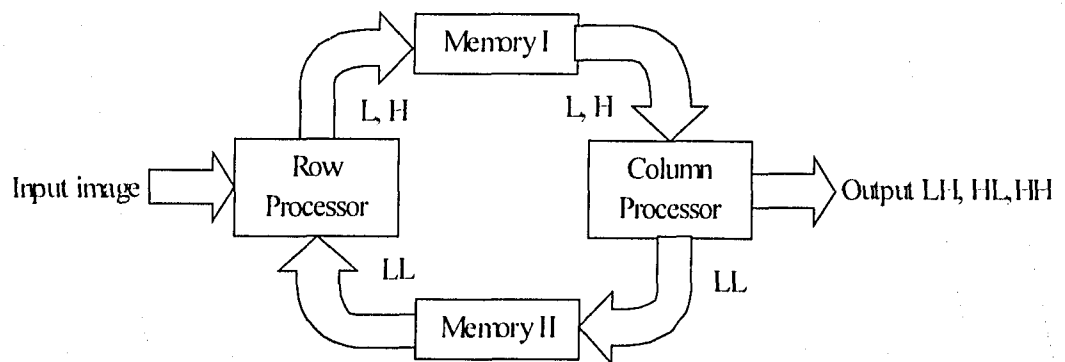 Memory I
L, H
L, H
Input image
Row
Processor
Column
Processor
Output LH, HL, HH
LL
LL
Memory II